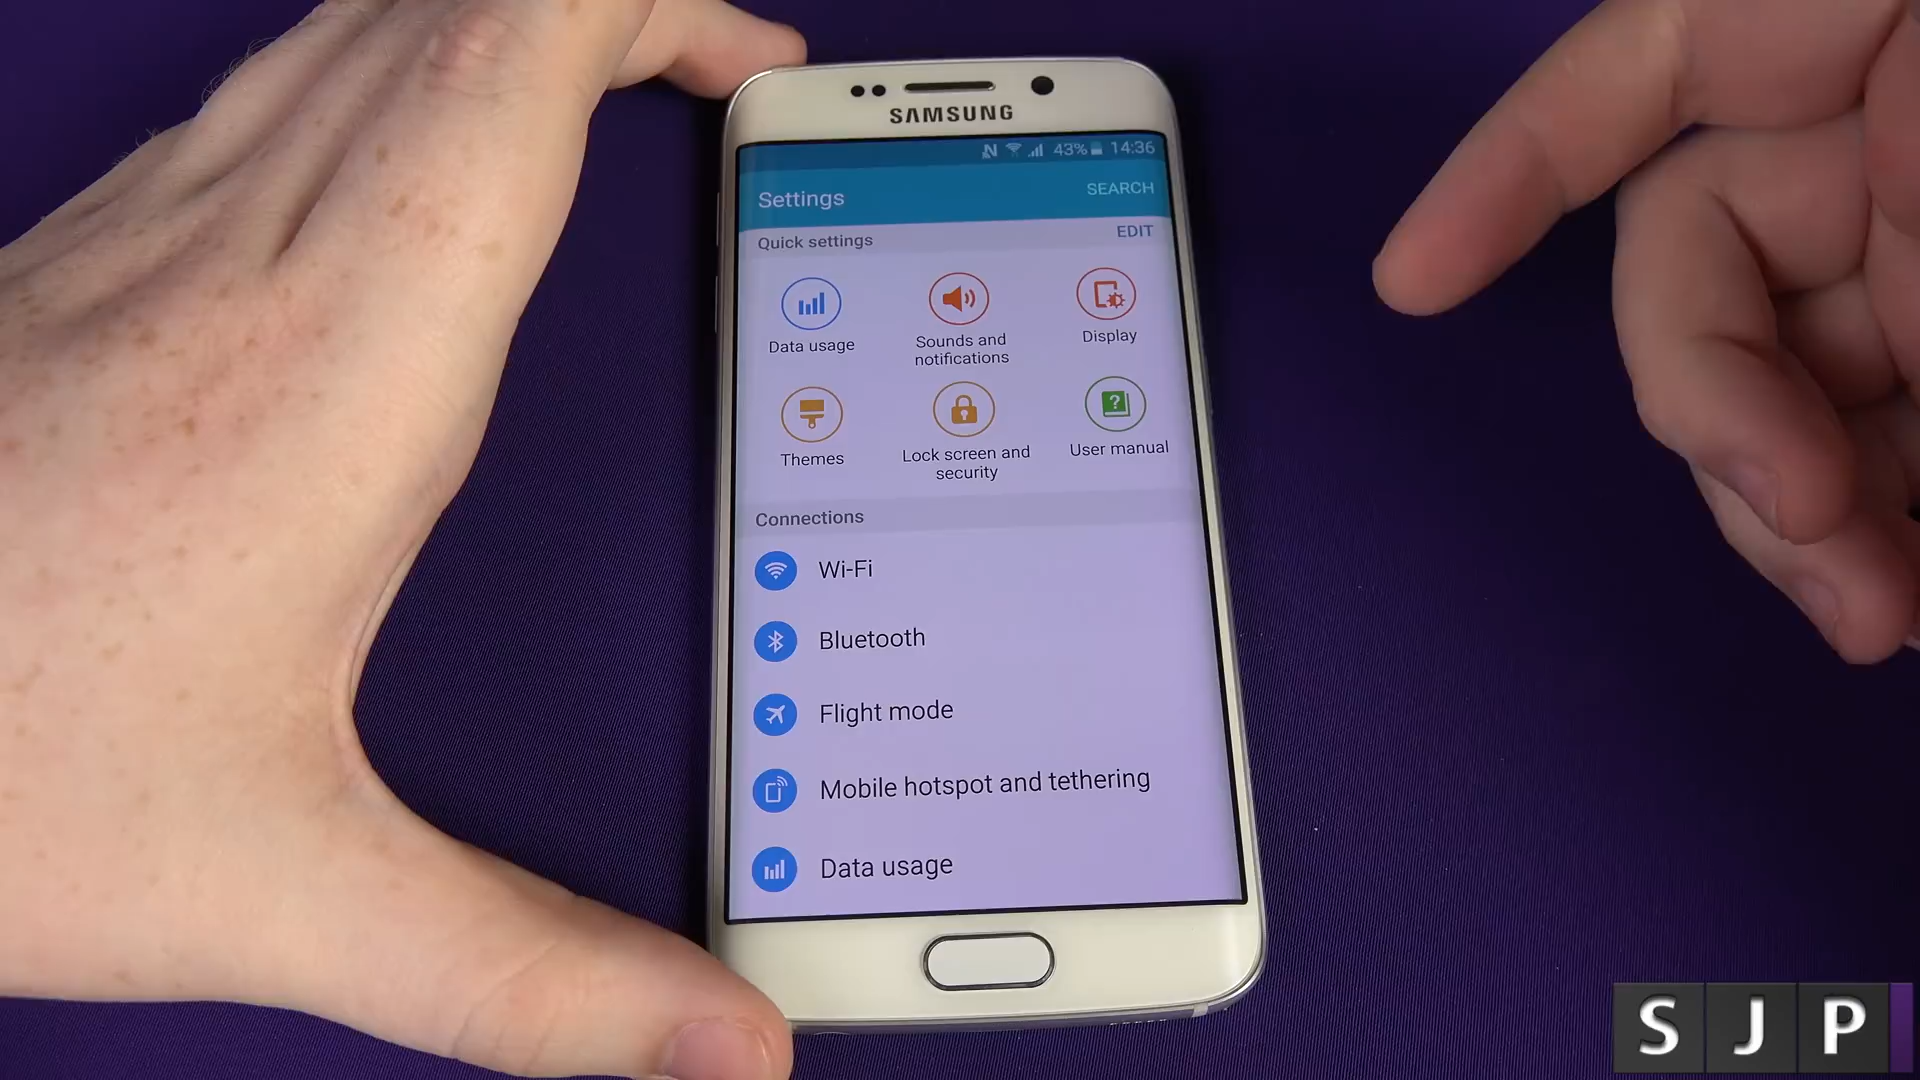 SAMSUNG
43% 14:36
Settings
SEARCH
Quick settings
EDIT
Data usage
Sounds and
notifications
Display
Themes
Lock screen and
security
User manual
Connections
Wi-Fi
Bluetooth
Flight mode
Mobile hotspot and tethering
Data usage
SJP